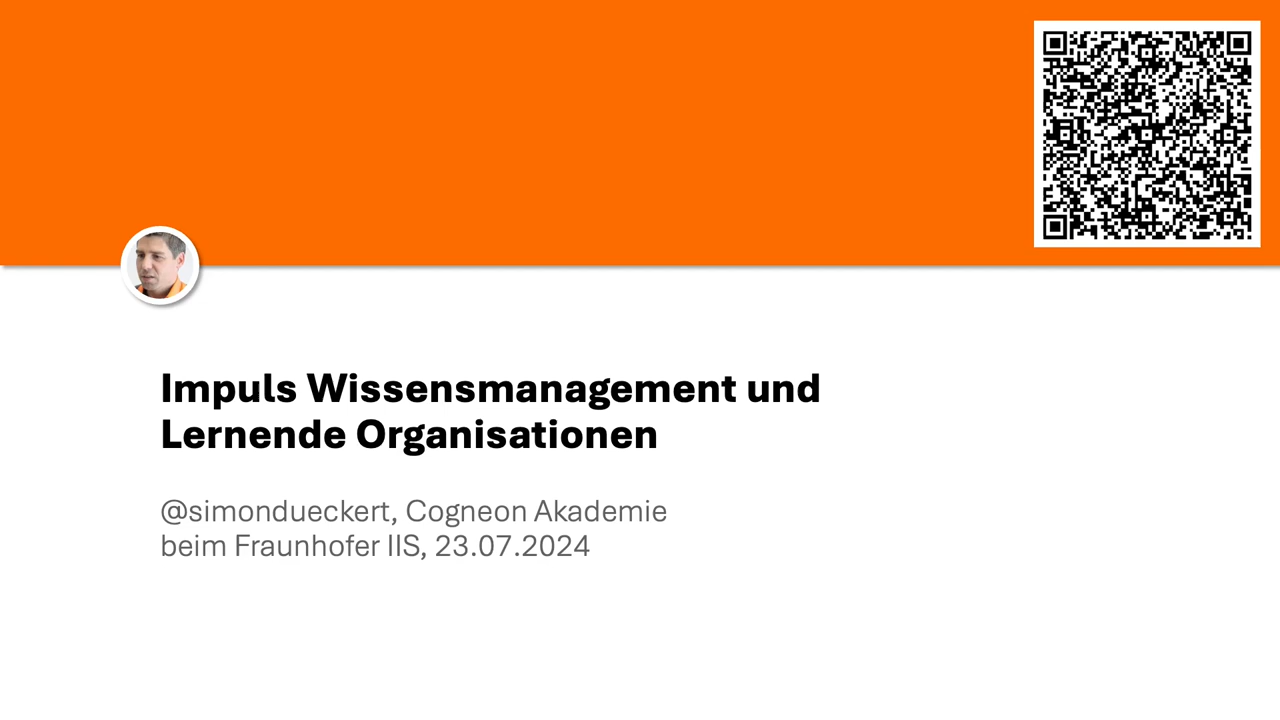 Impuls Wissensmanagement und
Lernende Organisationen
@simondueckert, Cogneon Akademie
beim Fraunhofer IIS, 23.07.2024